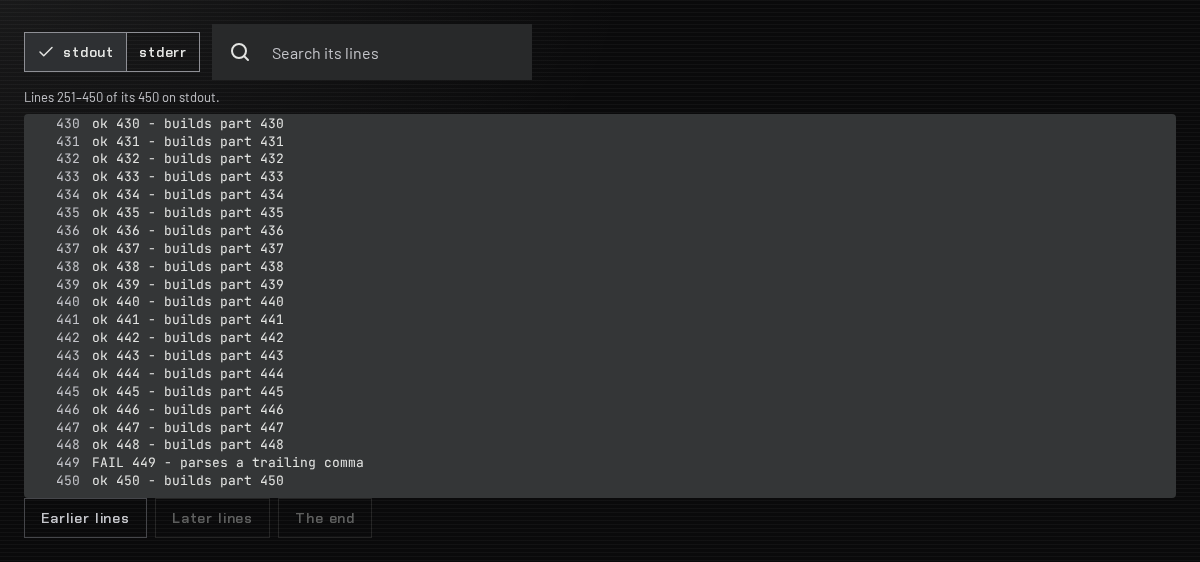 stdout stderr Search its lines
Lines 251–450 of its 450 on stdout.
430 ok 430 - builds part 430
431 ok 431 - builds part 431
432 ok 432 - builds part 432
433 ok 433 - builds part 433
434 ok 434 - builds part 434
435 ok 435 - builds part 435
436 ok 436 - builds part 436
437 ok 437 - builds part 437
438 ok 438 - builds part 438
439 ok 439 - builds part 439
440 ok 440 - builds part 440
441 ok 441 - builds part 441
442 ok 442 - builds part 442
443 ok 443 - builds part 443
444 ok 444 - builds part 444
445 ok 445 - builds part 445
446 ok 446 - builds part 446
447 ok 447 - builds part 447
448 ok 448 - builds part 448
449 FAIL 449 - parses a trailing comma
450 ok 450 - builds part 450
Earlier lines Later lines The end